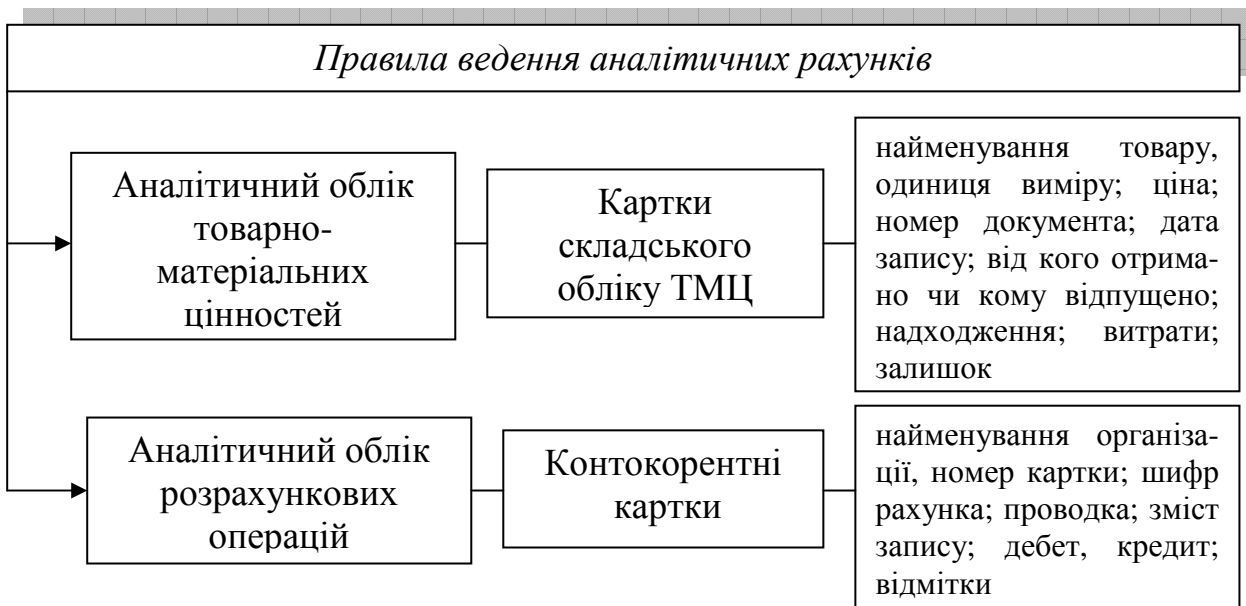 Правила ведення аналітичних рахунків
Аналітичний облік
товарно-
матеріальних
цінностей
Картки
складського
обліку ТМЦ
найменування товару,
одиниця виміру; ціна;
номер документа; дата
запису; від кого отрима-
но чи кому відпущено;
надходження; витрати;
залишок
Аналітичний облік
розрахункових
операцій
Контокорентні
картки
найменування організа-
ції, номер картки; шифр
рахунка; проводка; зміст
запису; дебет, кредит;
відмітки